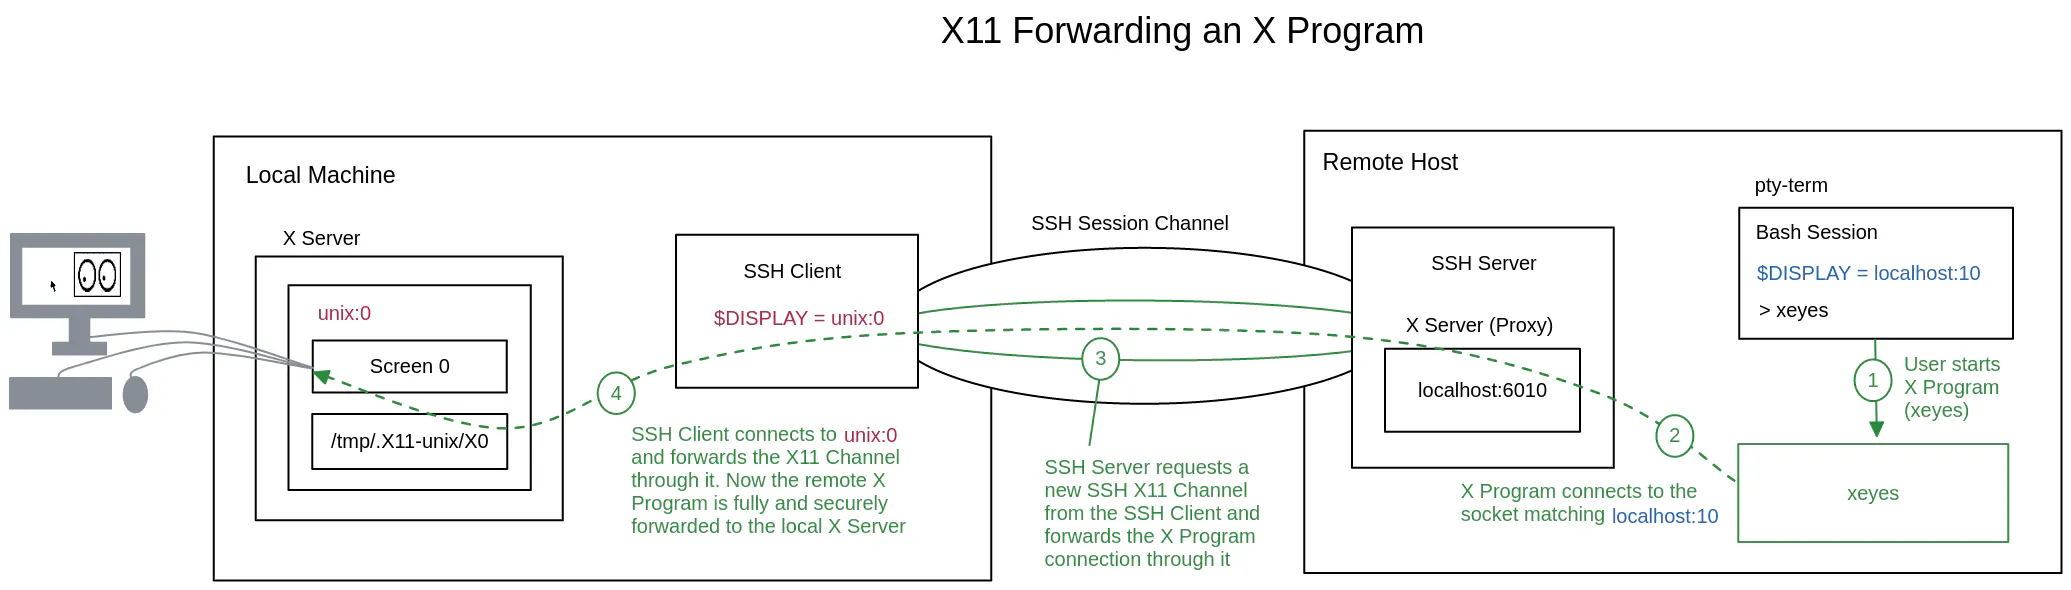 X11 Forwarding an X Program
Local Machine
X Server
unix:0
Screen 0
/tmp/.X11-unix/X0
SSH Client
$DISPLAY = unix:0
4
SSH Client connects to unix:0
and forwards the X11 Channel
through it. Now the remote X
Program is fully and securely
forwarded to the local X Server
SSH Session Channel
3
SSH Server requests a
new SSH X11 Channel
from the SSH Client and
forwards the X Program
connection through it
Remote Host
SSH Server
X Server (Proxy)
localhost:6010
pty-term
Bash Session
$DISPLAY = localhost:10
> xeyes
1
User starts
X Program
(xeyes)
2
X Program connects to the
socket matching localhost:10
xeyes